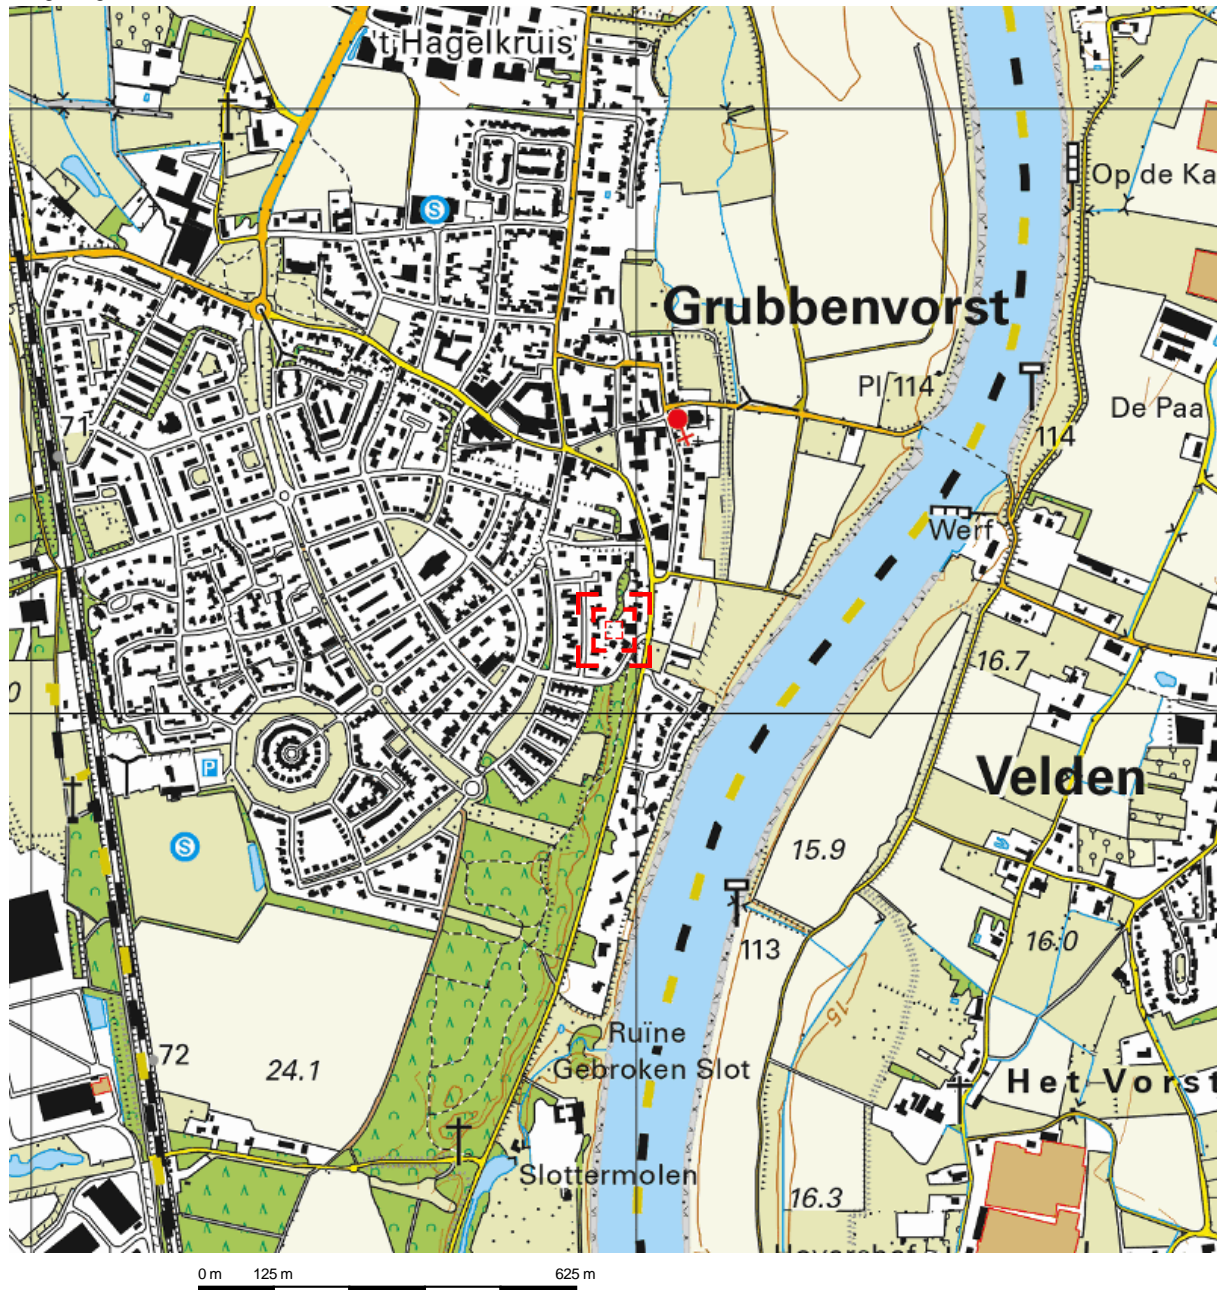 't Hagelkruis
S
Op de Ka
Grubbenvorst
Pl 114
De Paa
71
114
Werf
16.7
0
Velden
P
S
15.9
16.0
113
15
Ruïne
Gebroken Slot
72
24.1
Het Vorst
Slottermolen
16.3
0 m
125 m
625 m